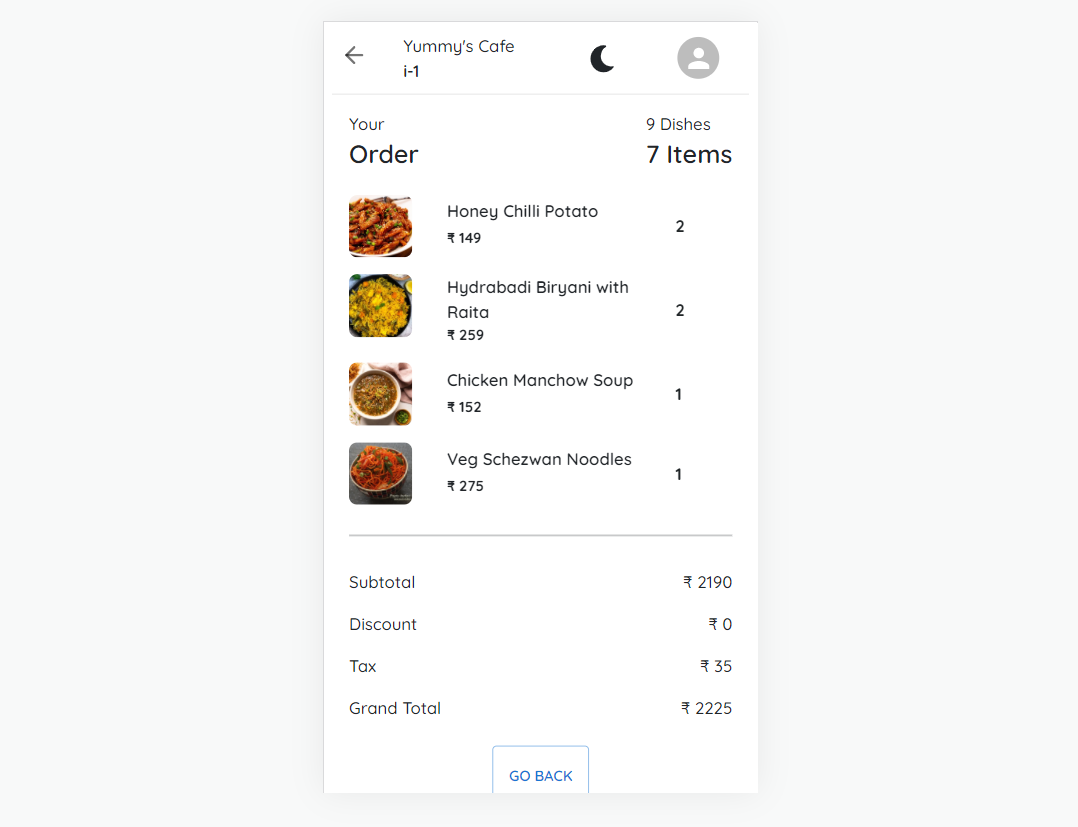 Yummy's Cafe
i-1
Your
9 Dishes
Order
7 Items
Honey Chilli Potato
₹ 149
2
Hydrabadi Biryani with
Raita
₹ 259
2
Chicken Manchow Soup
₹ 152
1
Veg Schezwan Noodles
₹ 275
1
Subtotal
₹ 2190
Discount
₹ 0
Tax
₹ 35
Grand Total
₹ 2225
GO BACK